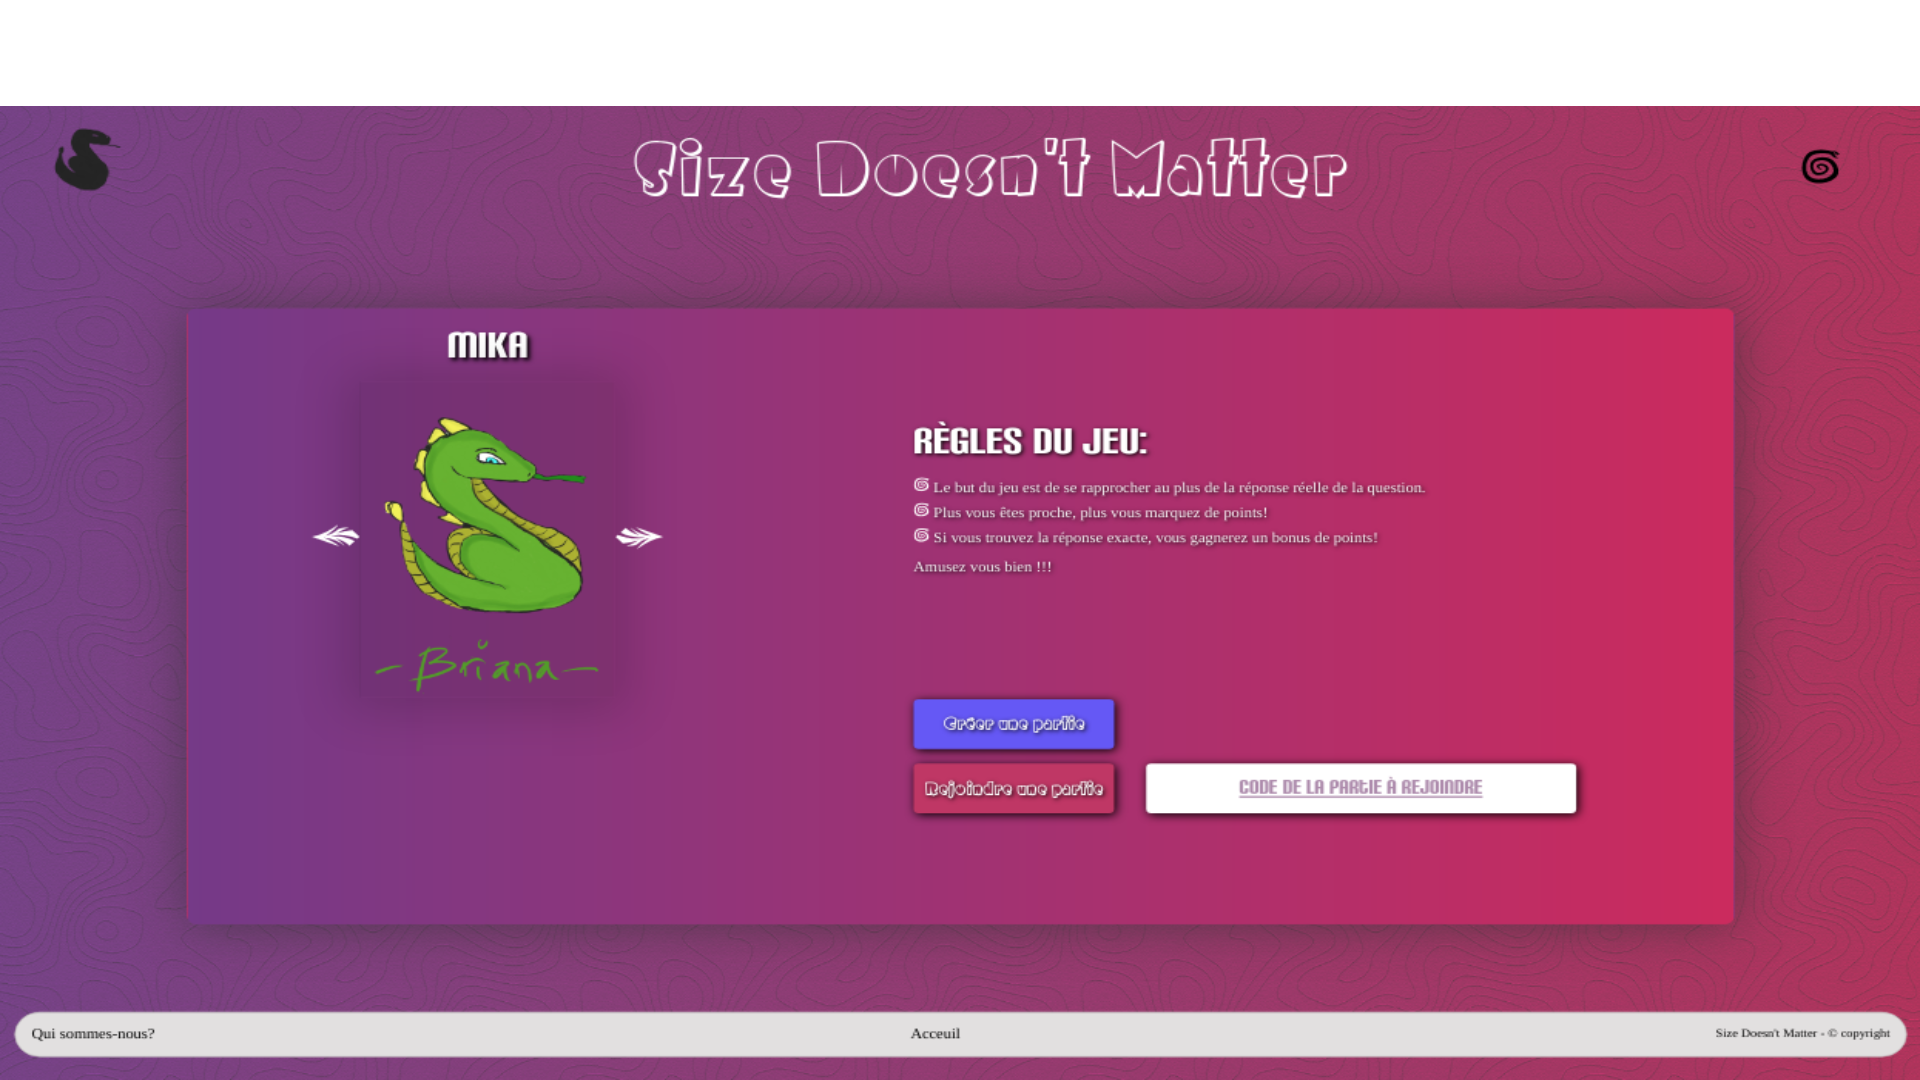 Size Doesn't Matter
MIKA
- Briana -
RÈGLES DU JEU:
Le but du jeu est de se rapprocher au plus de la réponse réelle de la question.
Plus vous êtes proche, plus vous marquez de points!
Si vous trouvez la réponse exacte, vous gagnerez un bonus de points!
Amusez vous bien !!!
Créer une partie
Rejoindre une partie
CODE DE LA PARTIE À REJOINDRE
Qui sommes-nous?
Acceuil
Size Doesn't Matter - © copyright